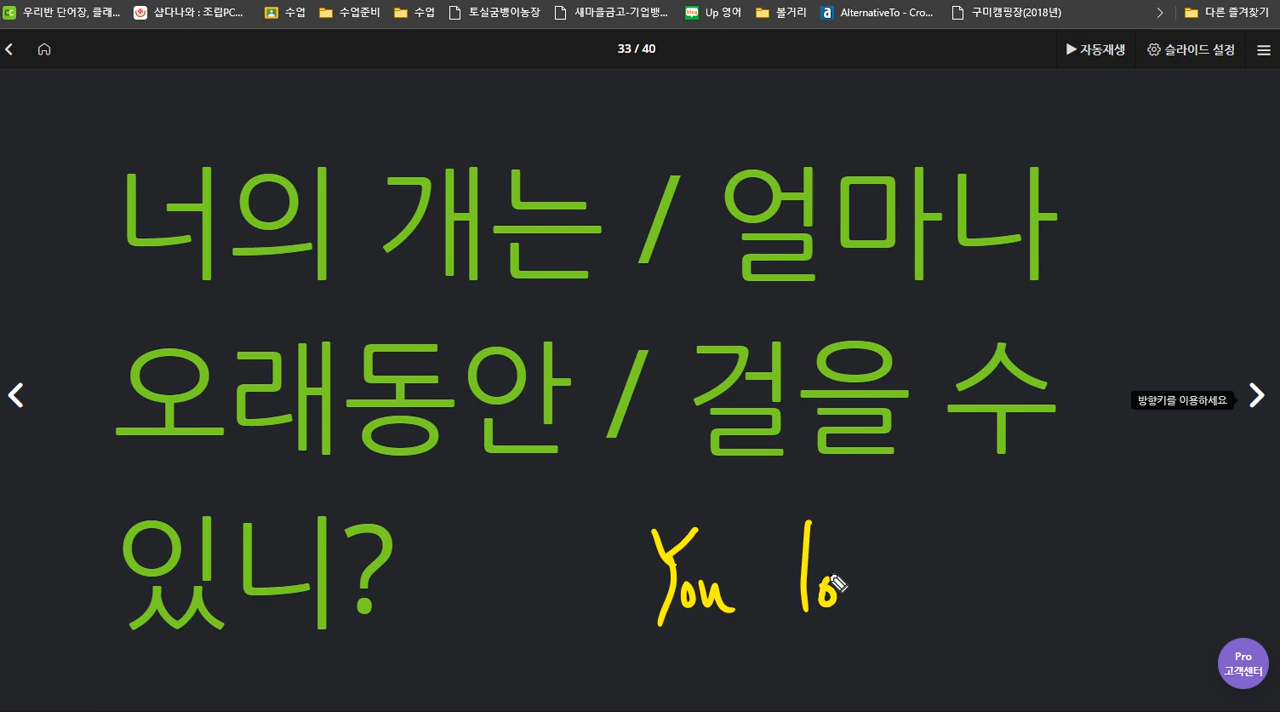 우리반 단어장, 클래... 샵다나와 : 조립PC... 수업 수업준비 수업 토실굼뱅이농장 새마을금고-기업뱅... Up 영어 볼거리 AlternativeTo - Cro... 구미캠핑장(2018년) 다른 즐겨찾기
33 / 40 자동재생 슬라이드 설정
너의 개는 / 얼마나
오래동안 / 걸을 수
방향키를 이용하세요
있니?
You lo
Pro
고객센터